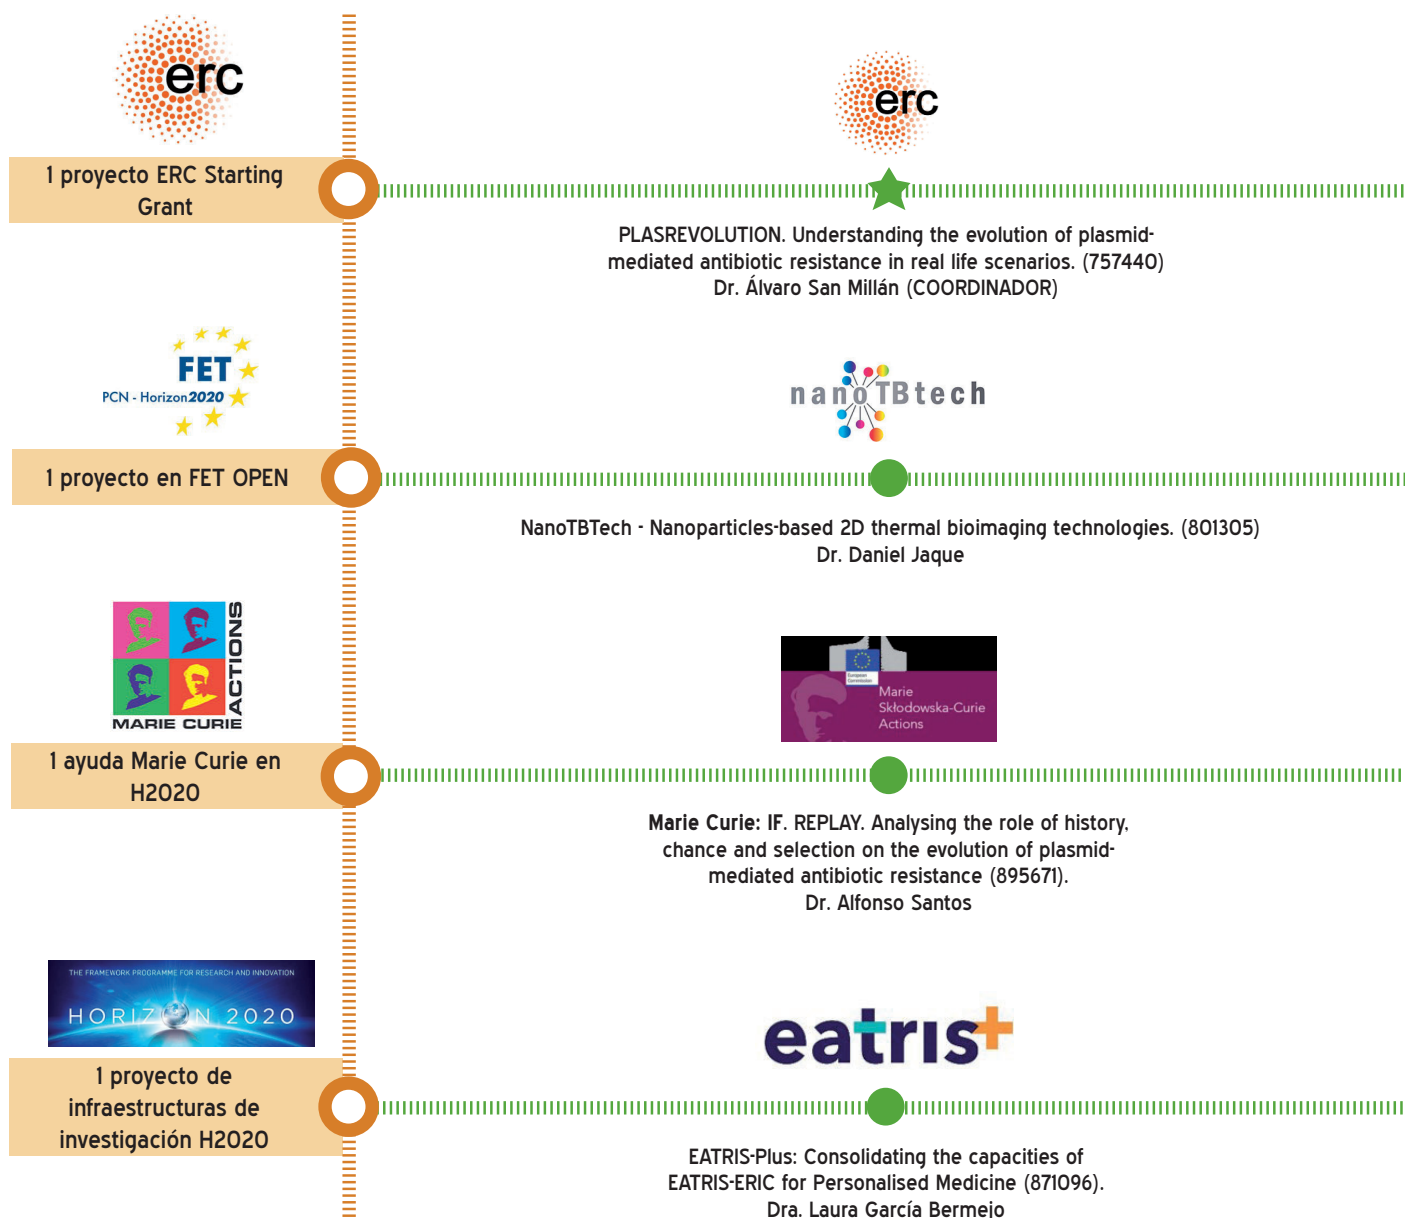 erc
erc
1 proyecto ERC Starting
Grant
PLASREVOLUTION. Understanding the evolution of plasmid-
mediated antibiotic resistance in real life scenarios. (757440)
Dr. Álvaro San Millán (COORDINADOR)
FET
PCN - Horizon 2020
nanoTBtech
1 proyecto en FET OPEN
NanoTBTech - Nanoparticles-based 2D thermal bioimaging technologies. (801305)
Dr. Daniel Jaque
MARIE CURIE
ACTIONS
European
Commission
Marie
Skłodowska-Curie
Actions
1 ayuda Marie Curie en
H2020
Marie Curie: IF. REPLAY. Analysing the role of history,
chance and selection on the evolution of plasmid-
mediated antibiotic resistance (895671).
Dr. Alfonso Santos
THE FRAMEWORK PROGRAMME FOR RESEARCH AND INNOVATION
HORIZON 2020
eatris+
1 proyecto de
infraestructuras de
investigación H2020
EATRIS-Plus: Consolidating the capacities of
EATRIS-ERIC for Personalised Medicine (871096).
Dra. Laura García Bermejo